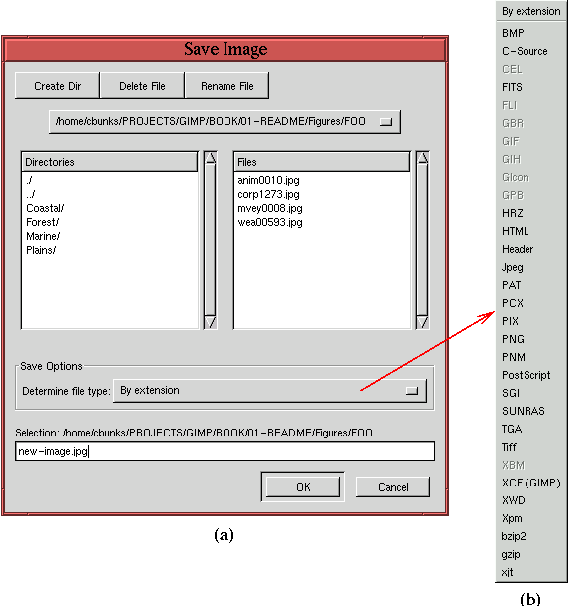 Save Image
Create Dir Delete File Rename File
/home/cbunks/PROJECTS/GIMP/BOOK/01-README/Figures/FOO
Directories
./
../
Coastal/
Forest/
Marine/
Plains/
Files
anim0010.jpg
corp1273.jpg
mvey0008.jpg
wea00593.jpg
Save Options
Determine file type: By extension
Selection: /home/cbunks/PROJECTS/GIMP/BOOK/01-README/Figures/FOO
new-image.jpg
OK Cancel
(a)
By extension
BMP
C-Source
CEL
FITS
FLI
GBR
GIF
GIH
GIcon
GPB
HRZ
HTML
Header
Jpeg
PAT
PCX
PIX
PNG
PNM
PostScript
SGI
SUNRAS
TGA
Tiff
XBM
XCF (GIMP)
XWD
Xpm
bzip2
gzip
xjt
(b)